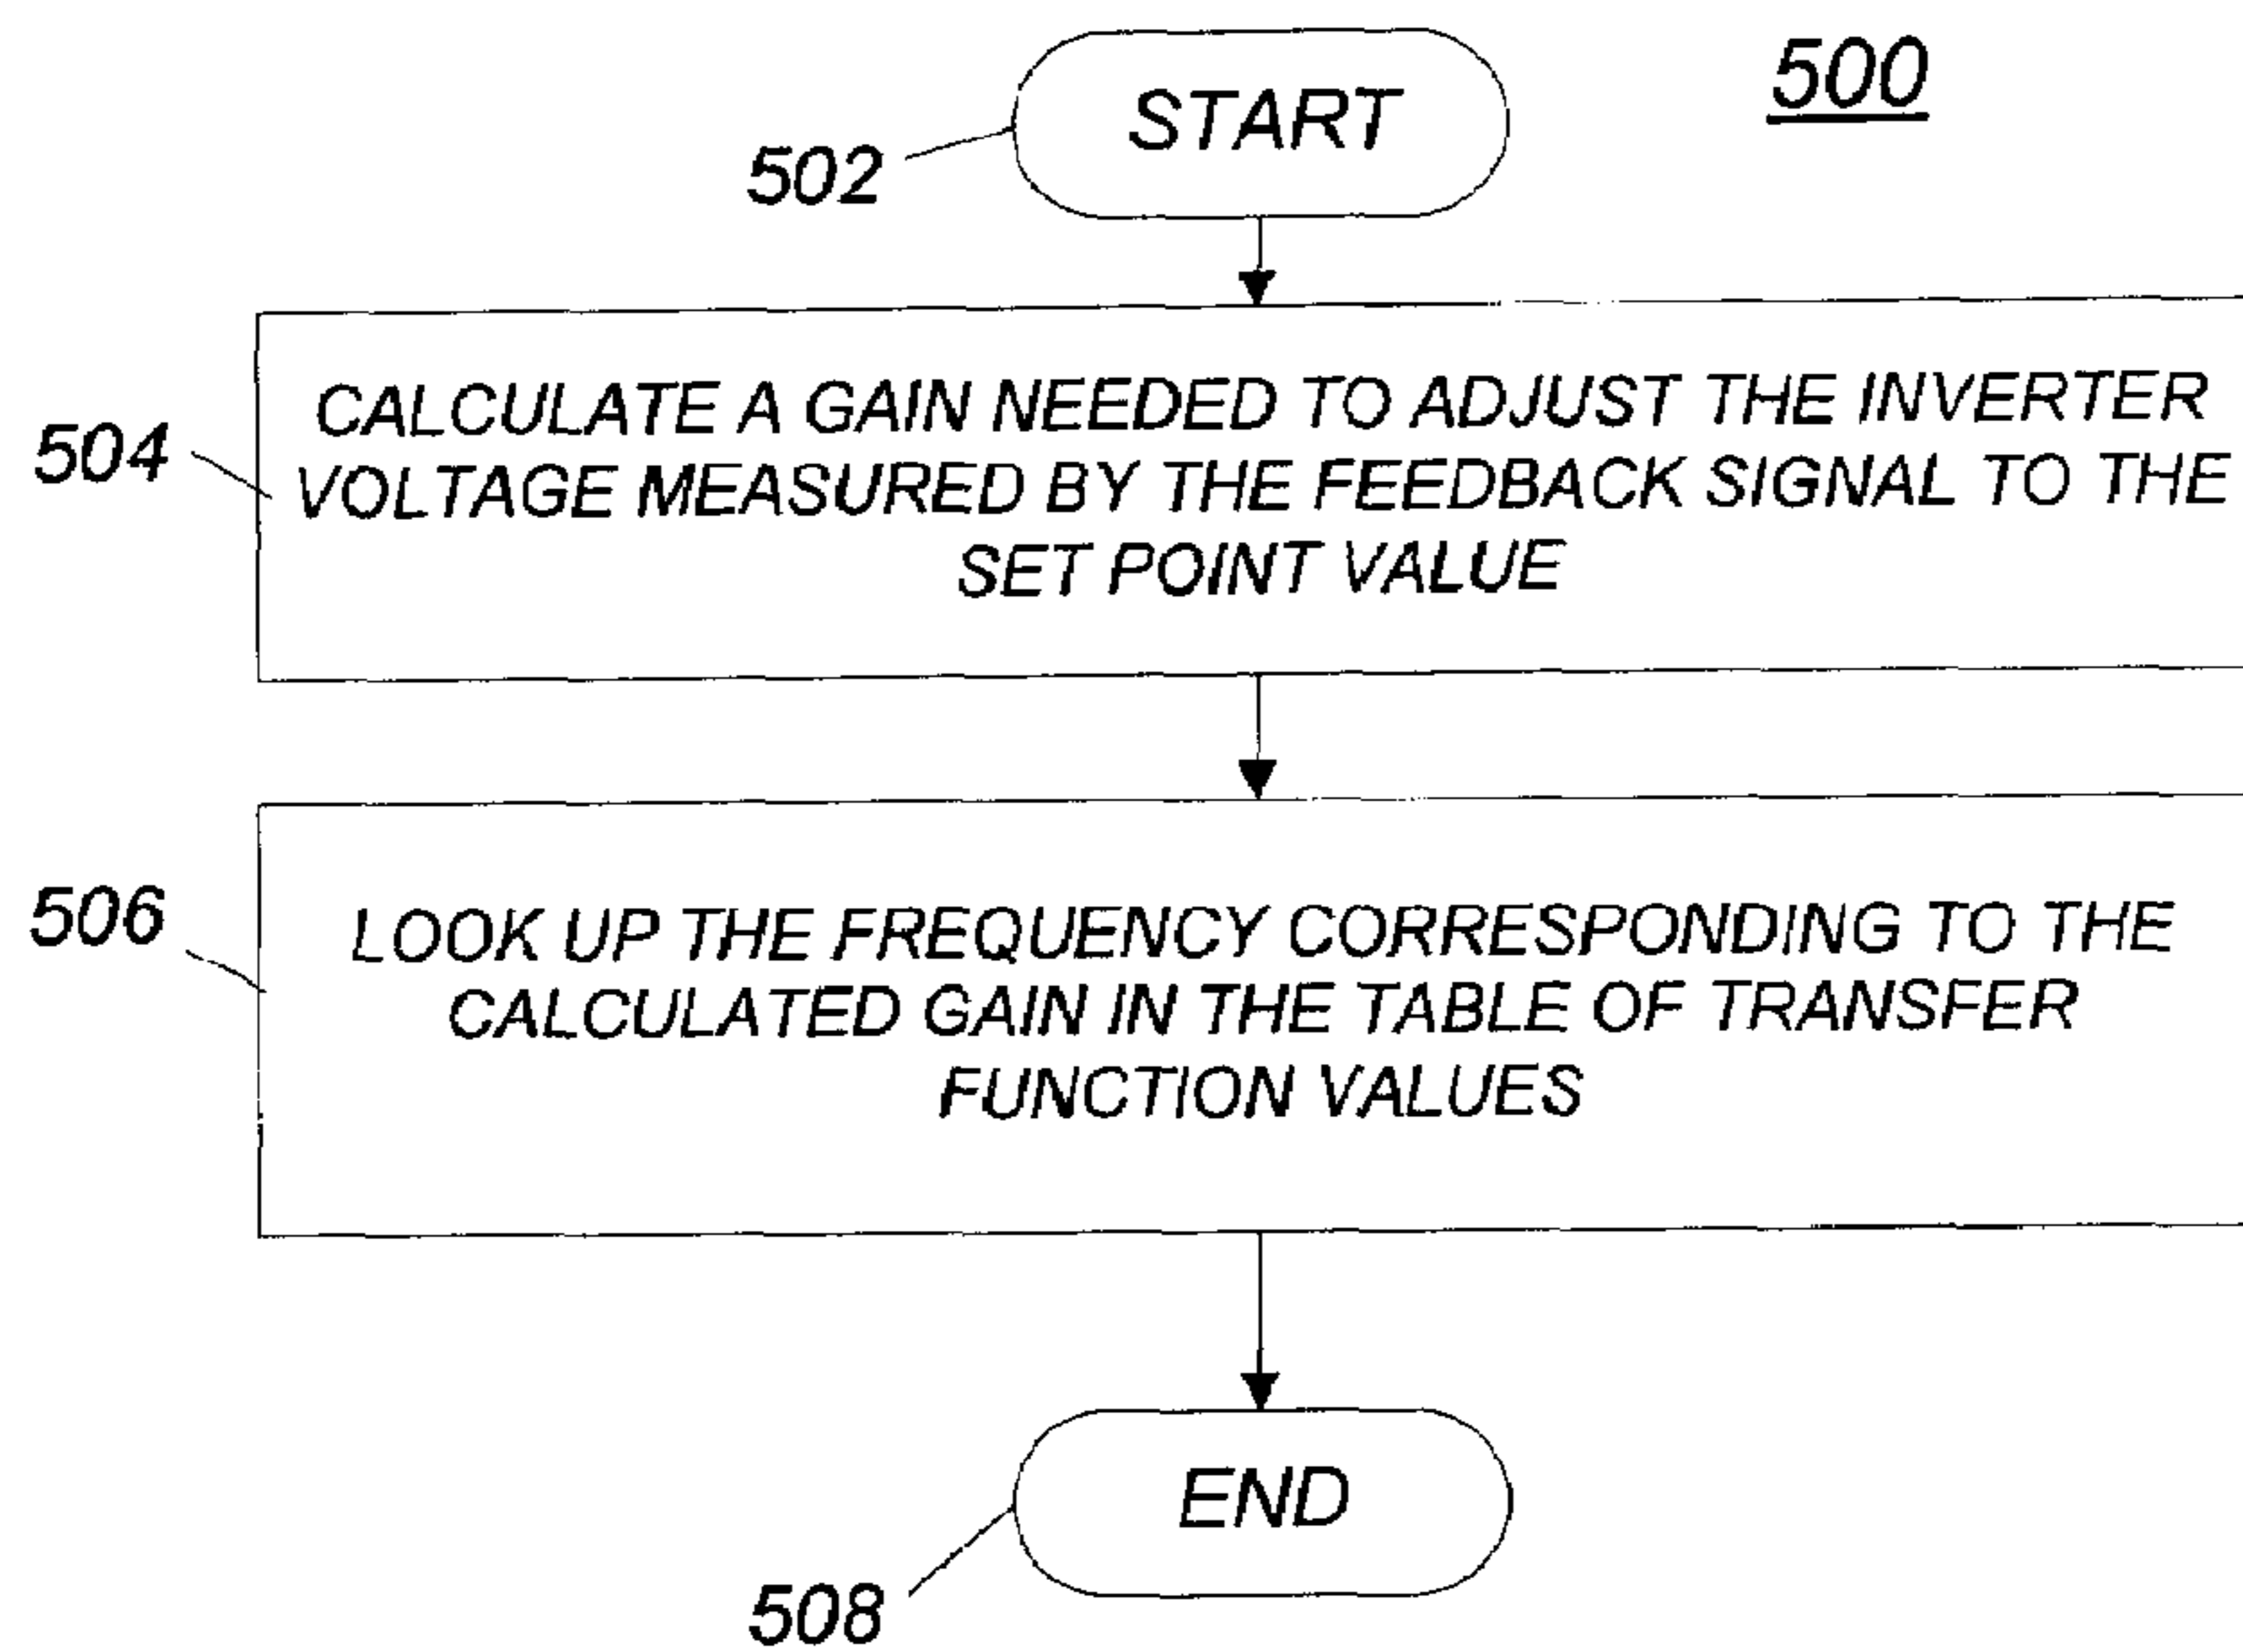 START
500
502
CALCULATE A GAIN NEEDED TO ADJUST THE INVERTER
VOLTAGE MEASURED BY THE FEEDBACK SIGNAL TO THE
SET POINT VALUE
504
506
LOOK UP THE FREQUENCY CORRESPONDING TO THE
CALCULATED GAIN IN THE TABLE OF TRANSFER
FUNCTION VALUES
END
508